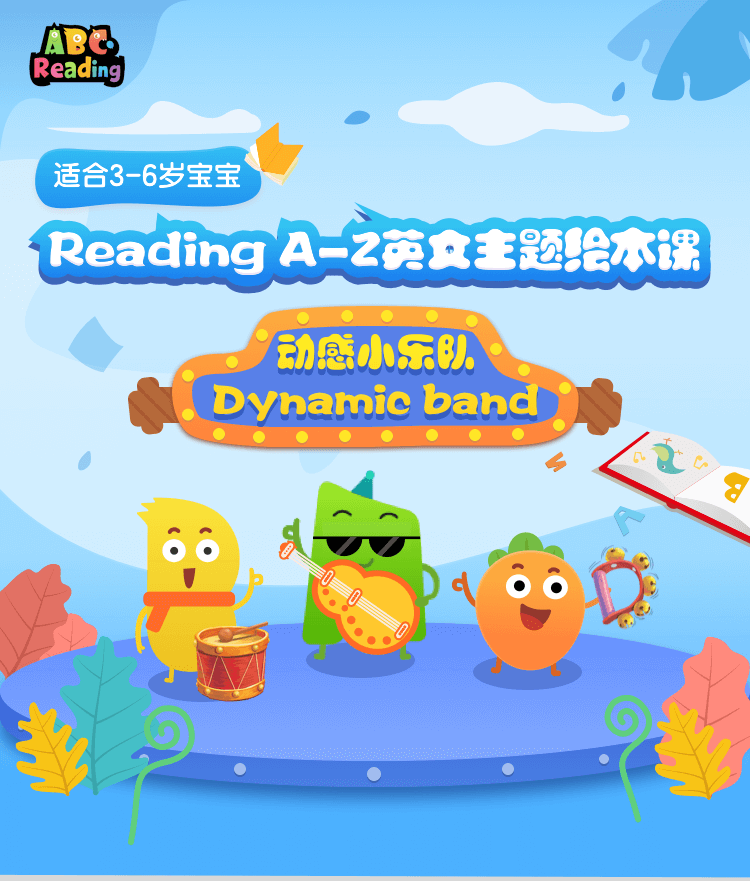 ABC
Reading
适合3-6岁宝宝
Reading A-Z英文主题绘本课
动感小乐队
Dynamic band
B
A